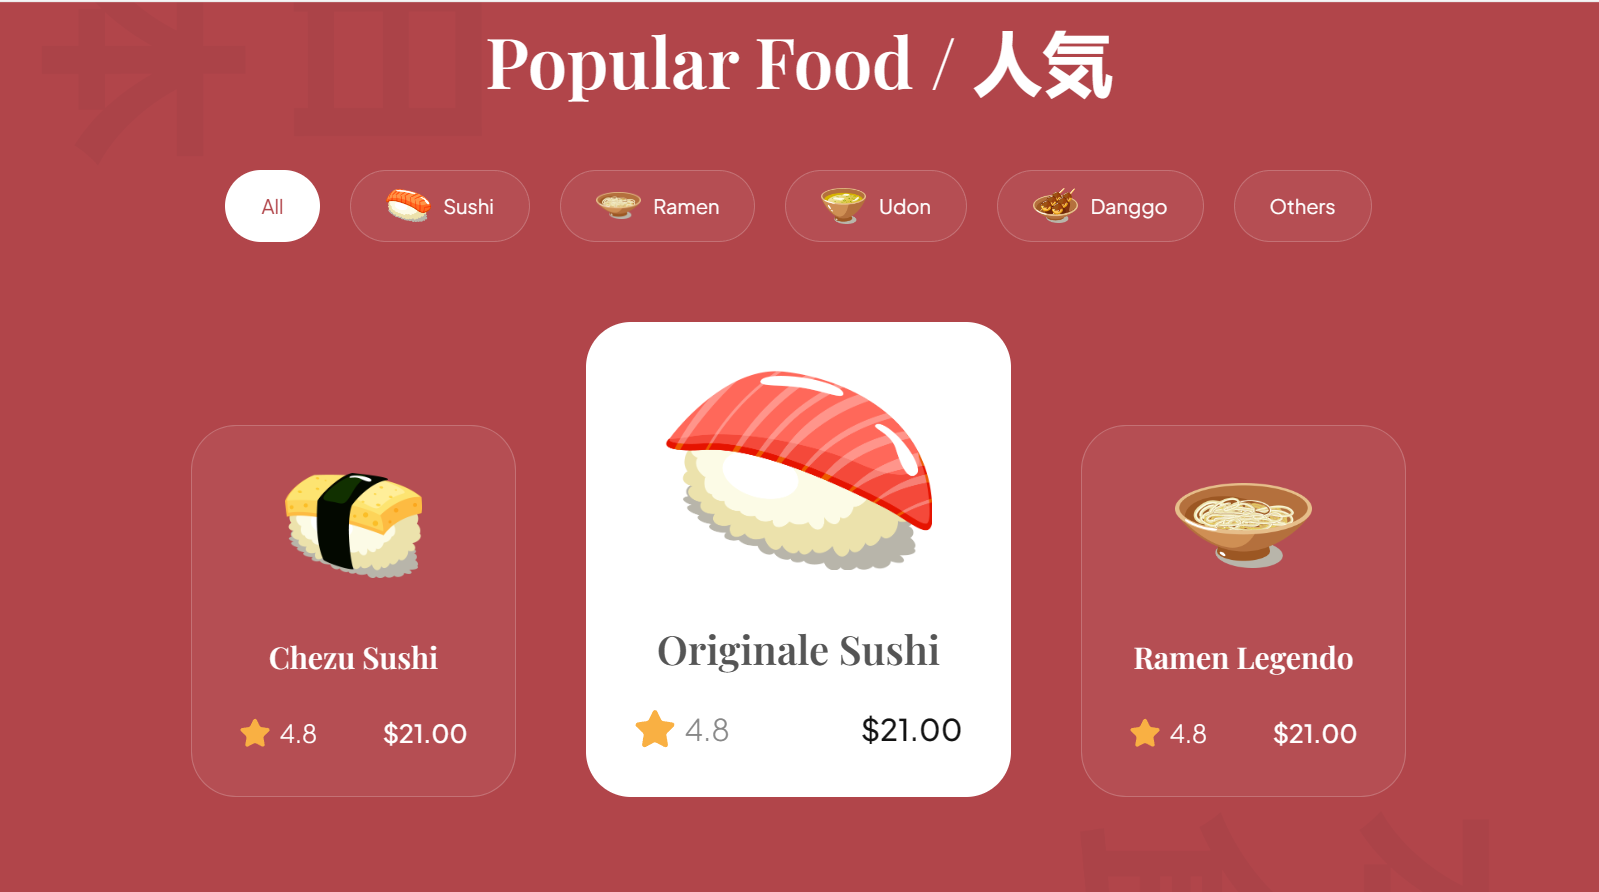 Popular Food / 人気
All
Sushi
Ramen
Udon
Danggo
Others
Chezu Sushi
4.8
$21.00
Originale Sushi
4.8
$21.00
Ramen Legendo
4.8
$21.00